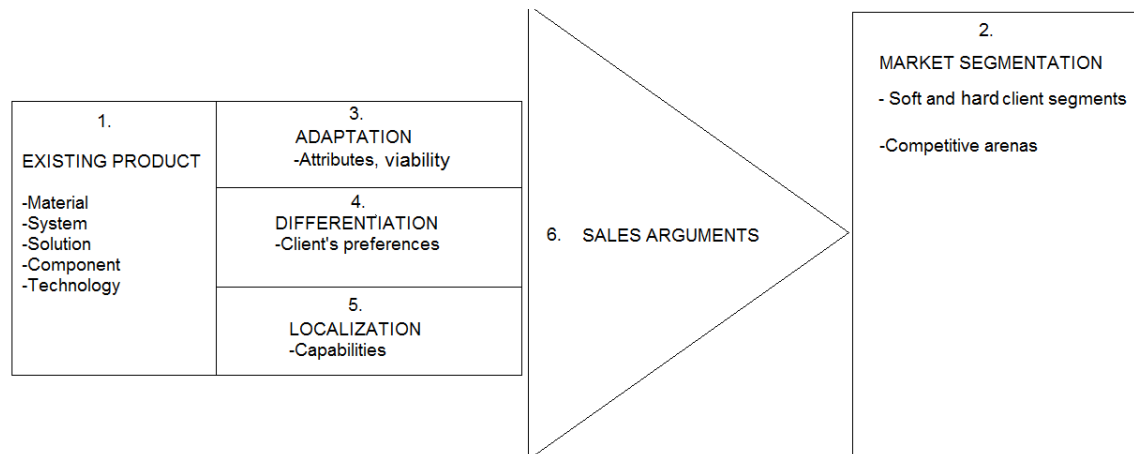 1.
EXISTING PRODUCT
-Material
-System
-Solution
-Component
-Technology
3.
ADAPTATION
-Attributes, viability
4.
DIFFERENTIATION
-Client's preferences
5.
LOCALIZATION
-Capabilities
6. SALES ARGUMENTS
2.
MARKET SEGMENTATION
- Soft and hard client segments
-Competitive arenas